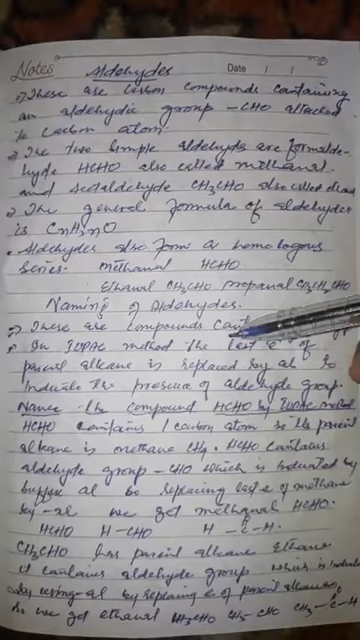 Notes Aldehydes Date / /
These are carbon compounds containing
an aldehydic group -CHO attached
to carbon atom.
The two simple aldehyds are formalde-
hyde HCHO also called methanal.
and acetaldehyde CH3CHO also called
The general formula of aldehydes
is CnH2nO
Aldehydes also form a homologous
series. methanal HCHO
Ethanal CH3CHO propanal CH3CH2CHO
Naming of Aldehydes.
These are compounds
In IUPAC method the last e of
parent alkane is replaced by al to
indicate the presence of aldehyde group.
Name the compound HCHO by IUPAC method
HCHO contains 1 carbon atom so the parent
alkane is methane CH4. HCHO contains
aldehyde group -CHO which is indicated by
suffix al so replacing last e of methane
by -al we get methanal HCHO.
HCHO H-CHO H-C-H.
CH3CHO has parent alkane Ethane
it contains aldehyde group which is
by using -al by replacing e of parent alkane
So we get ethanal CH3CHO CH3-CHO CH3-C-H